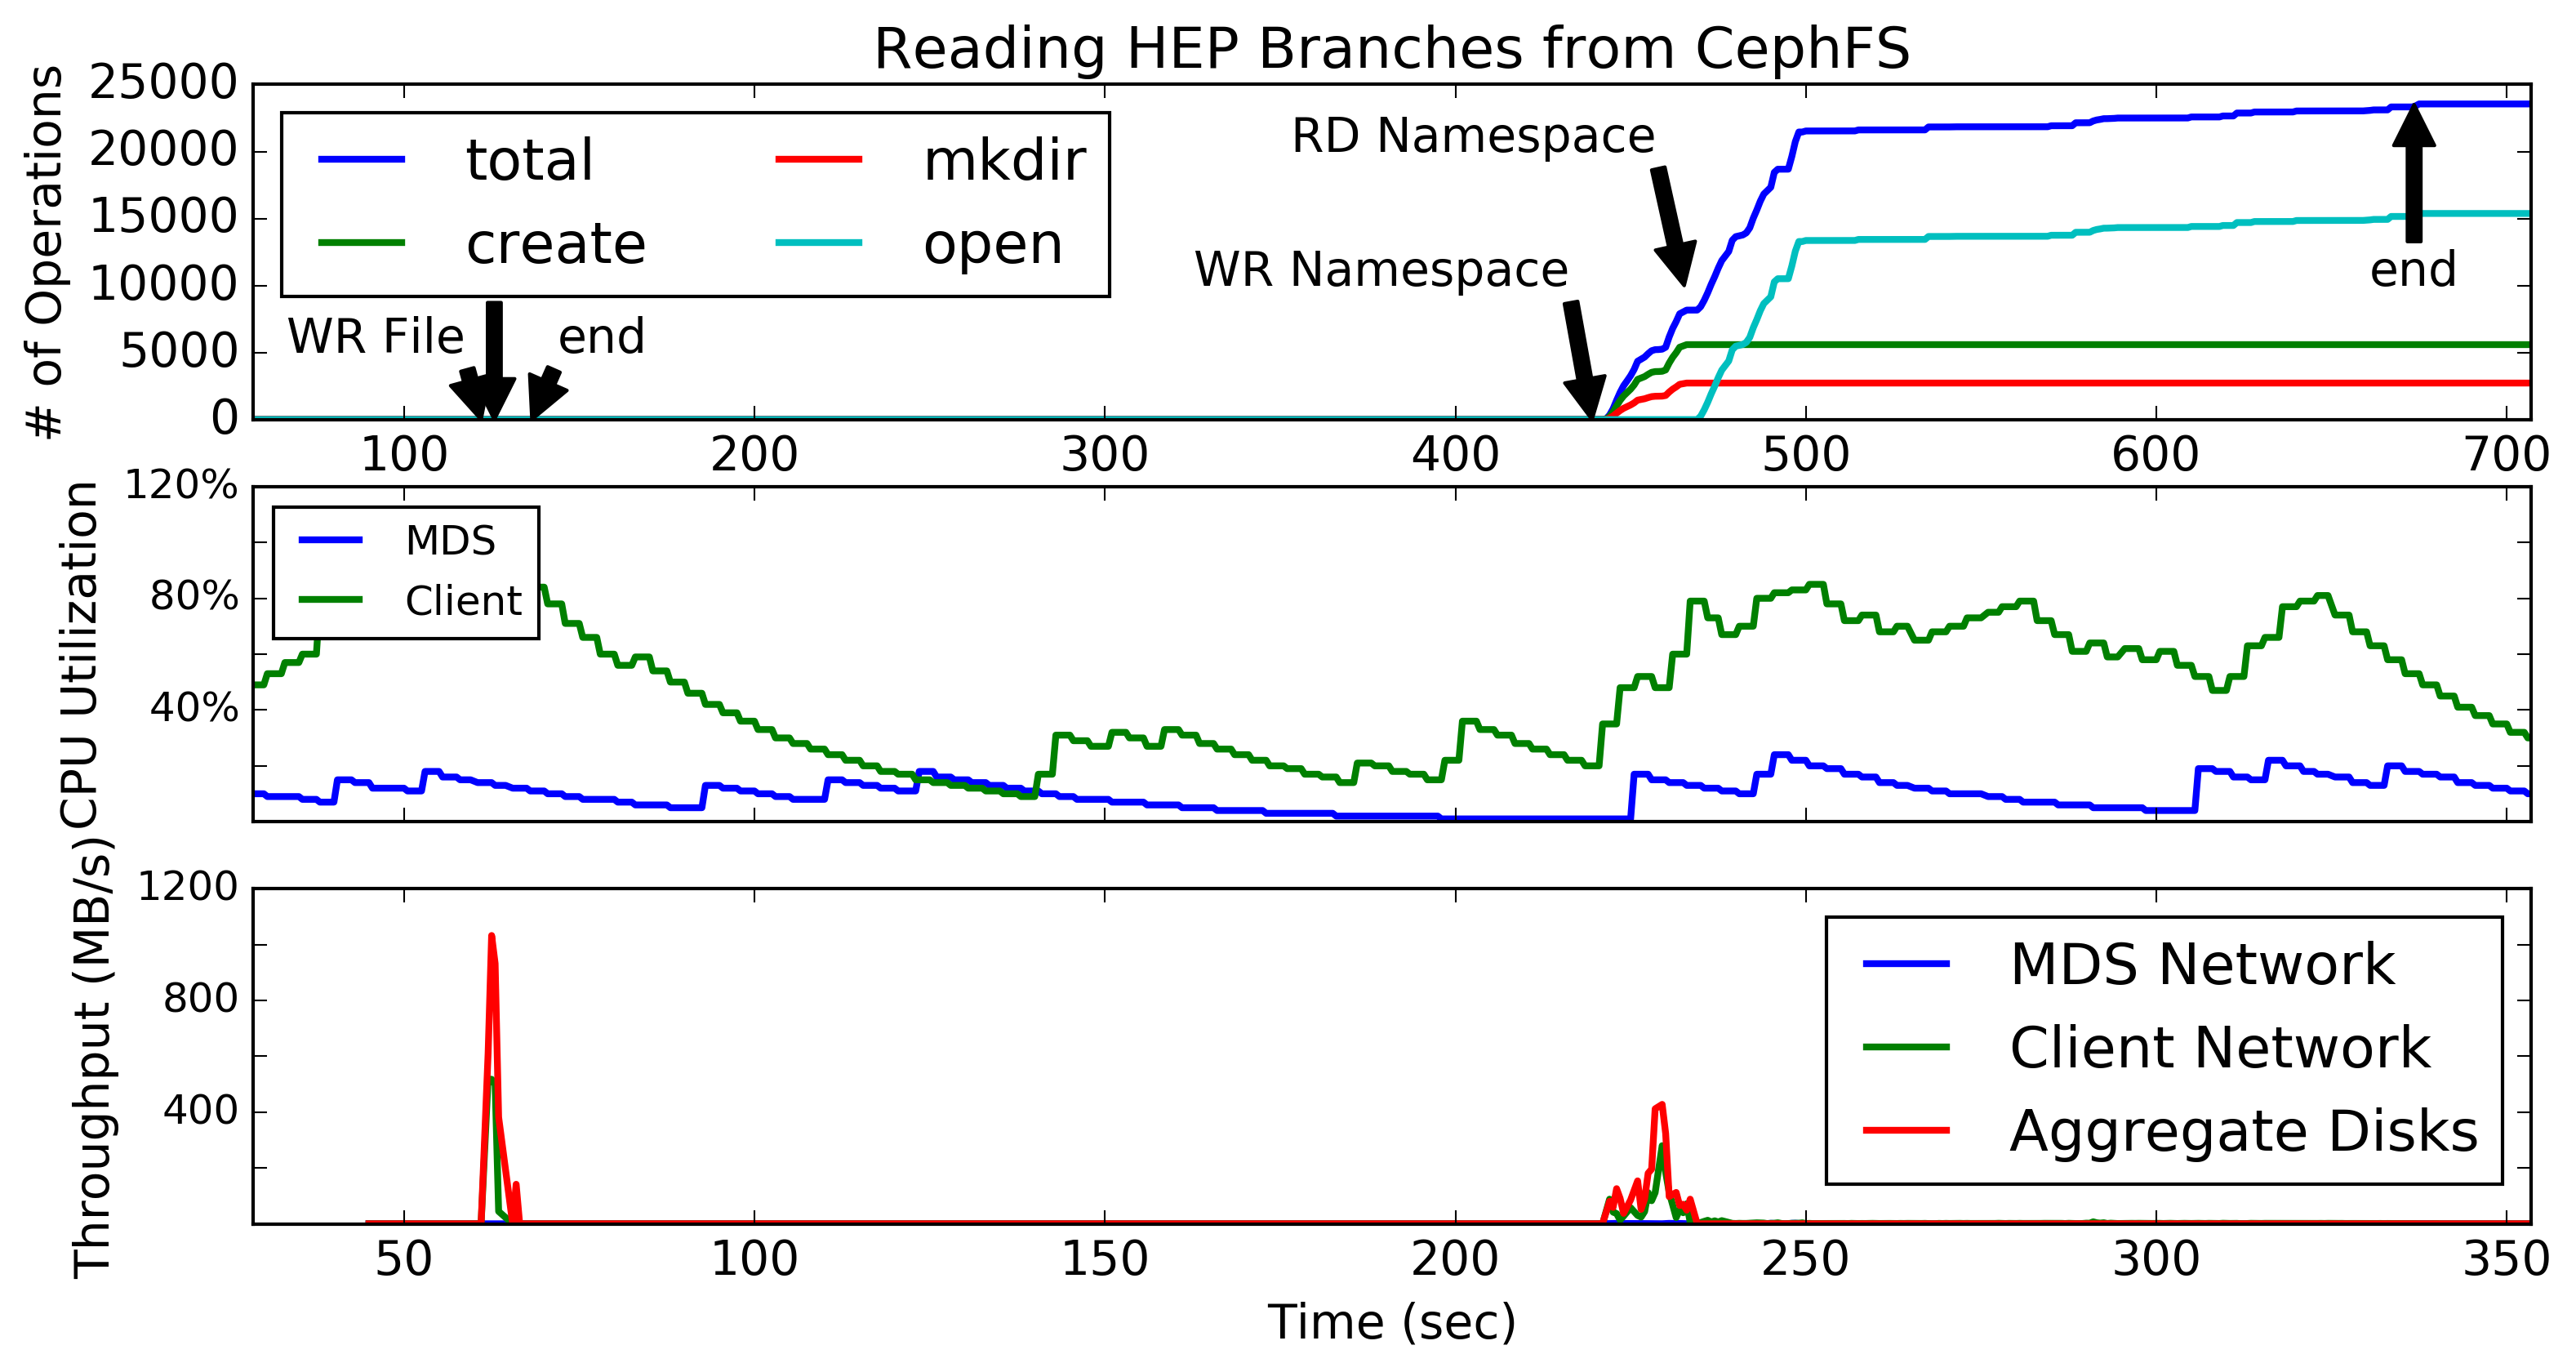 Reading HEP Branches from CephFS
# of Operations
25000
20000
15000
10000
5000
0
total
mkdir
create
open
RD Namespace
WR Namespace
WR File
end
end
100
200
300
400
500
600
700
CPU Utilization
120%
80%
40%
MDS
Client
Throughput (MB/s)
1200
800
400
MDS Network
Client Network
Aggregate Disks
50
100
150
200
250
300
350
Time (sec)